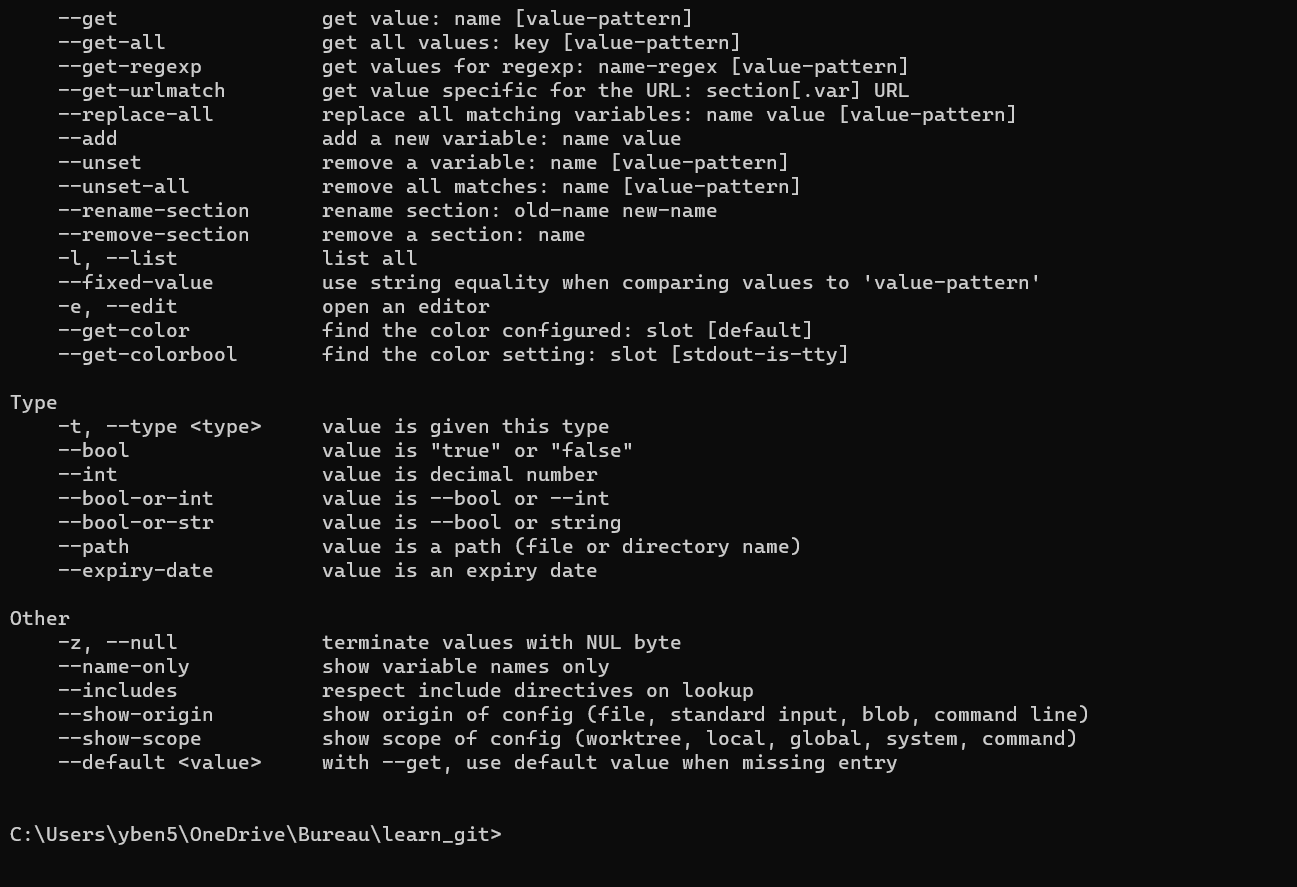 --get                get value: name [value-pattern]
--get-all            get all values: key [value-pattern]
--get-regexp         get values for regexp: name-regex [value-pattern]
--get-urlmatch       get value specific for the URL: section[.var] URL
--replace-all        replace all matching variables: name value [value-pattern]
--add                add a new variable: name value
--unset              remove a variable: name [value-pattern]
--unset-all          remove all matches: name [value-pattern]
--rename-section     rename section: old-name new-name
--remove-section     remove a section: name
-l, --list           list all
--fixed-value        use string equality when comparing values to 'value-pattern'
-e, --edit           open an editor
--get-color          find the color configured: slot [default]
--get-colorbool      find the color setting: slot [stdout-is-tty]

Type
-t, --type <type>    value is given this type
--bool               value is "true" or "false"
--int                value is decimal number
--bool-or-int        value is --bool or --int
--bool-or-str        value is --bool or string
--path               value is a path (file or directory name)
--expiry-date        value is an expiry date

Other
-z, --null           terminate values with NUL byte
--name-only          show variable names only
--includes           respect include directives on lookup
--show-origin        show origin of config (file, standard input, blob, command line)
--show-scope         show scope of config (worktree, local, global, system, command)
--default <value>    with --get, use default value when missing entry

C:\Users\yben5\OneDrive\Bureau\learn_git>